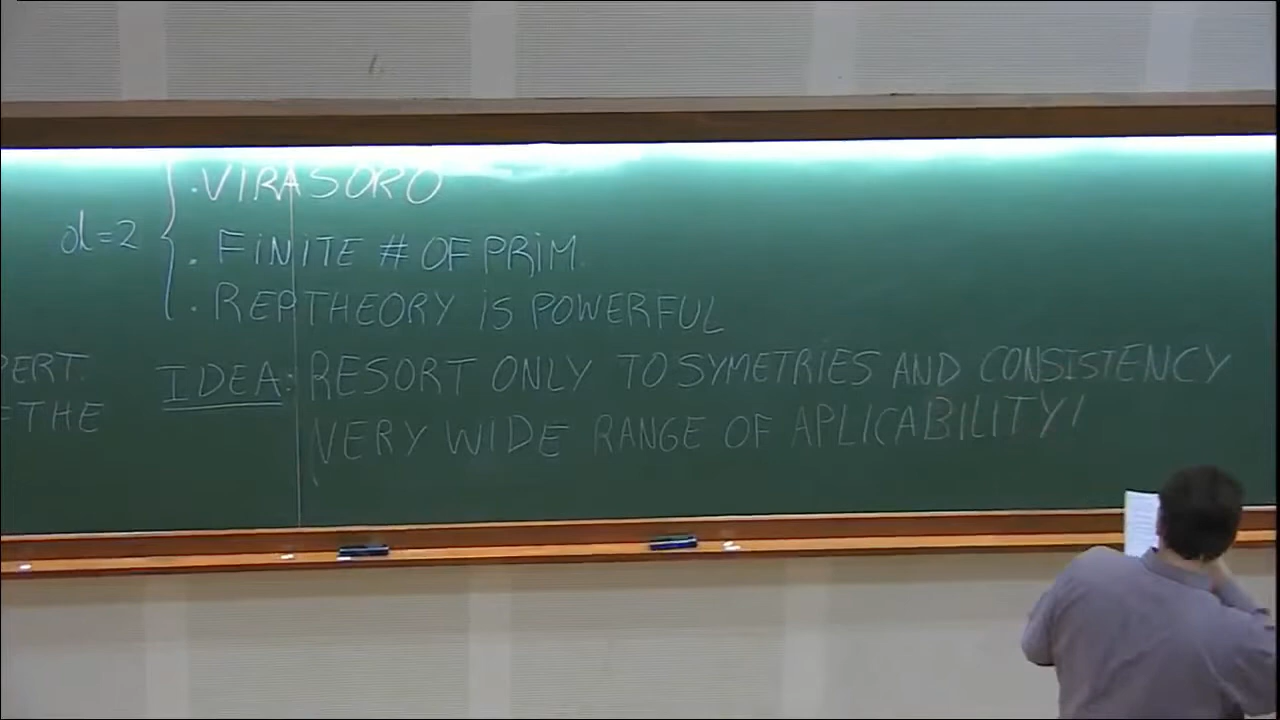 d=2
. VIRASORO
. FINITE # OF PRIM.
. REPTHEORY IS POWERFUL
PERT.
THE
IDEA: RESORT ONLY TO SYMETRIES AND CONSISTENCY
VERY WIDE RANGE OF APLICABILITY!